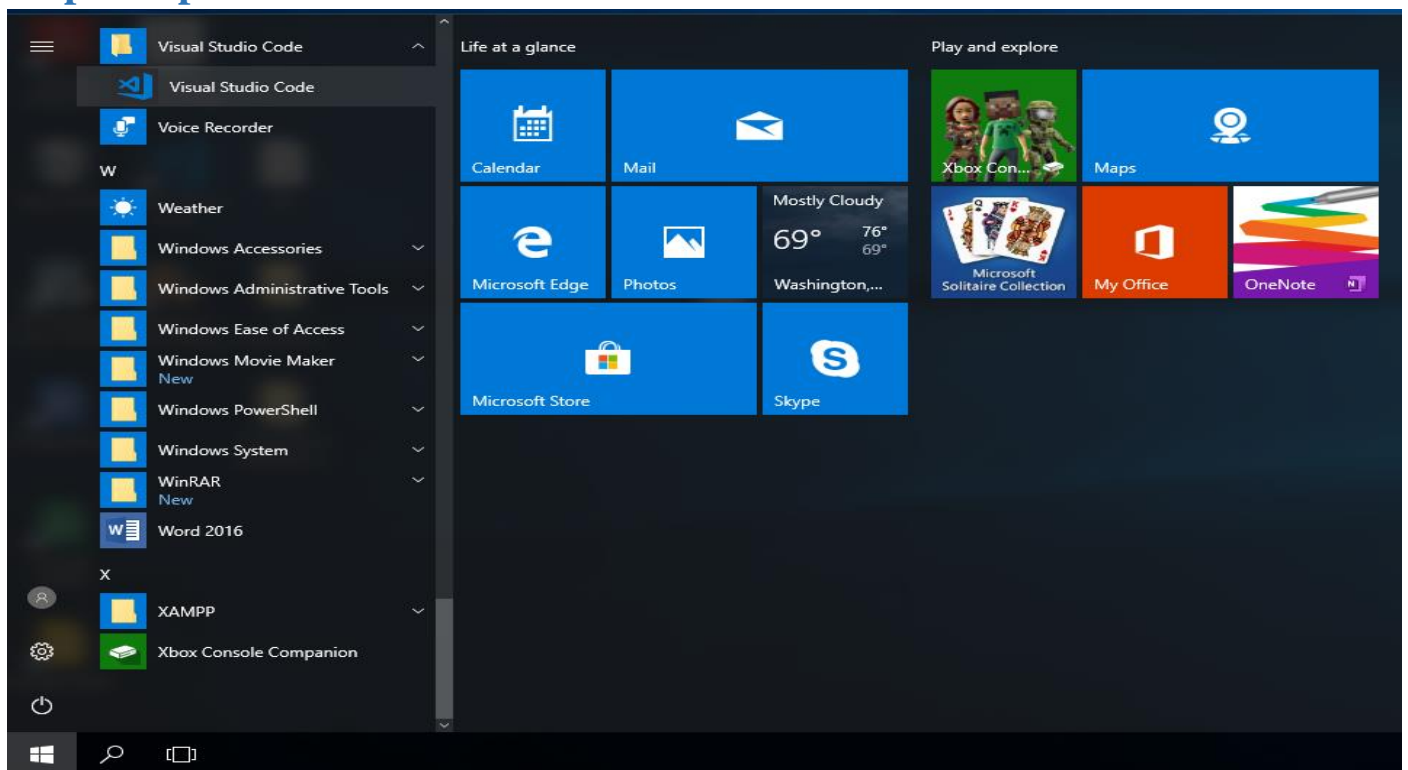 Visual Studio Code
Visual Studio Code
Voice Recorder
W
Weather
Windows Accessories
Windows Administrative Tools
Windows Ease of Access
Windows Movie Maker
New
Windows PowerShell
Windows System
WinRAR
New
Word 2016
X
XAMPP
Xbox Console Companion
Life at a glance
Calendar
Mail
Microsoft Edge
Photos
Mostly Cloudy
69° 76°
69°
Washington,...
Microsoft Store
Skype
Play and explore
Xbox Con...
Maps
Microsoft
Solitaire Collection
My Office
OneNote